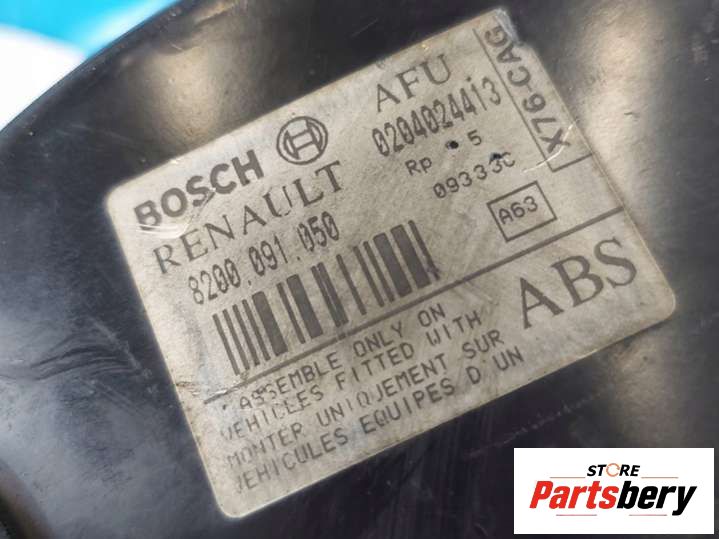 BOSCH AFU
RENAULT 0204024413
8200.091.050 Rp 5
09333C
X76-CAG
A63
ASSEMBLE ONLY ON
VEHICLES FITTED WITH
MONTER UNIQUEMENT SUR
VEHICULES EQUIPES D UN
ABS
STORE
Partsbery